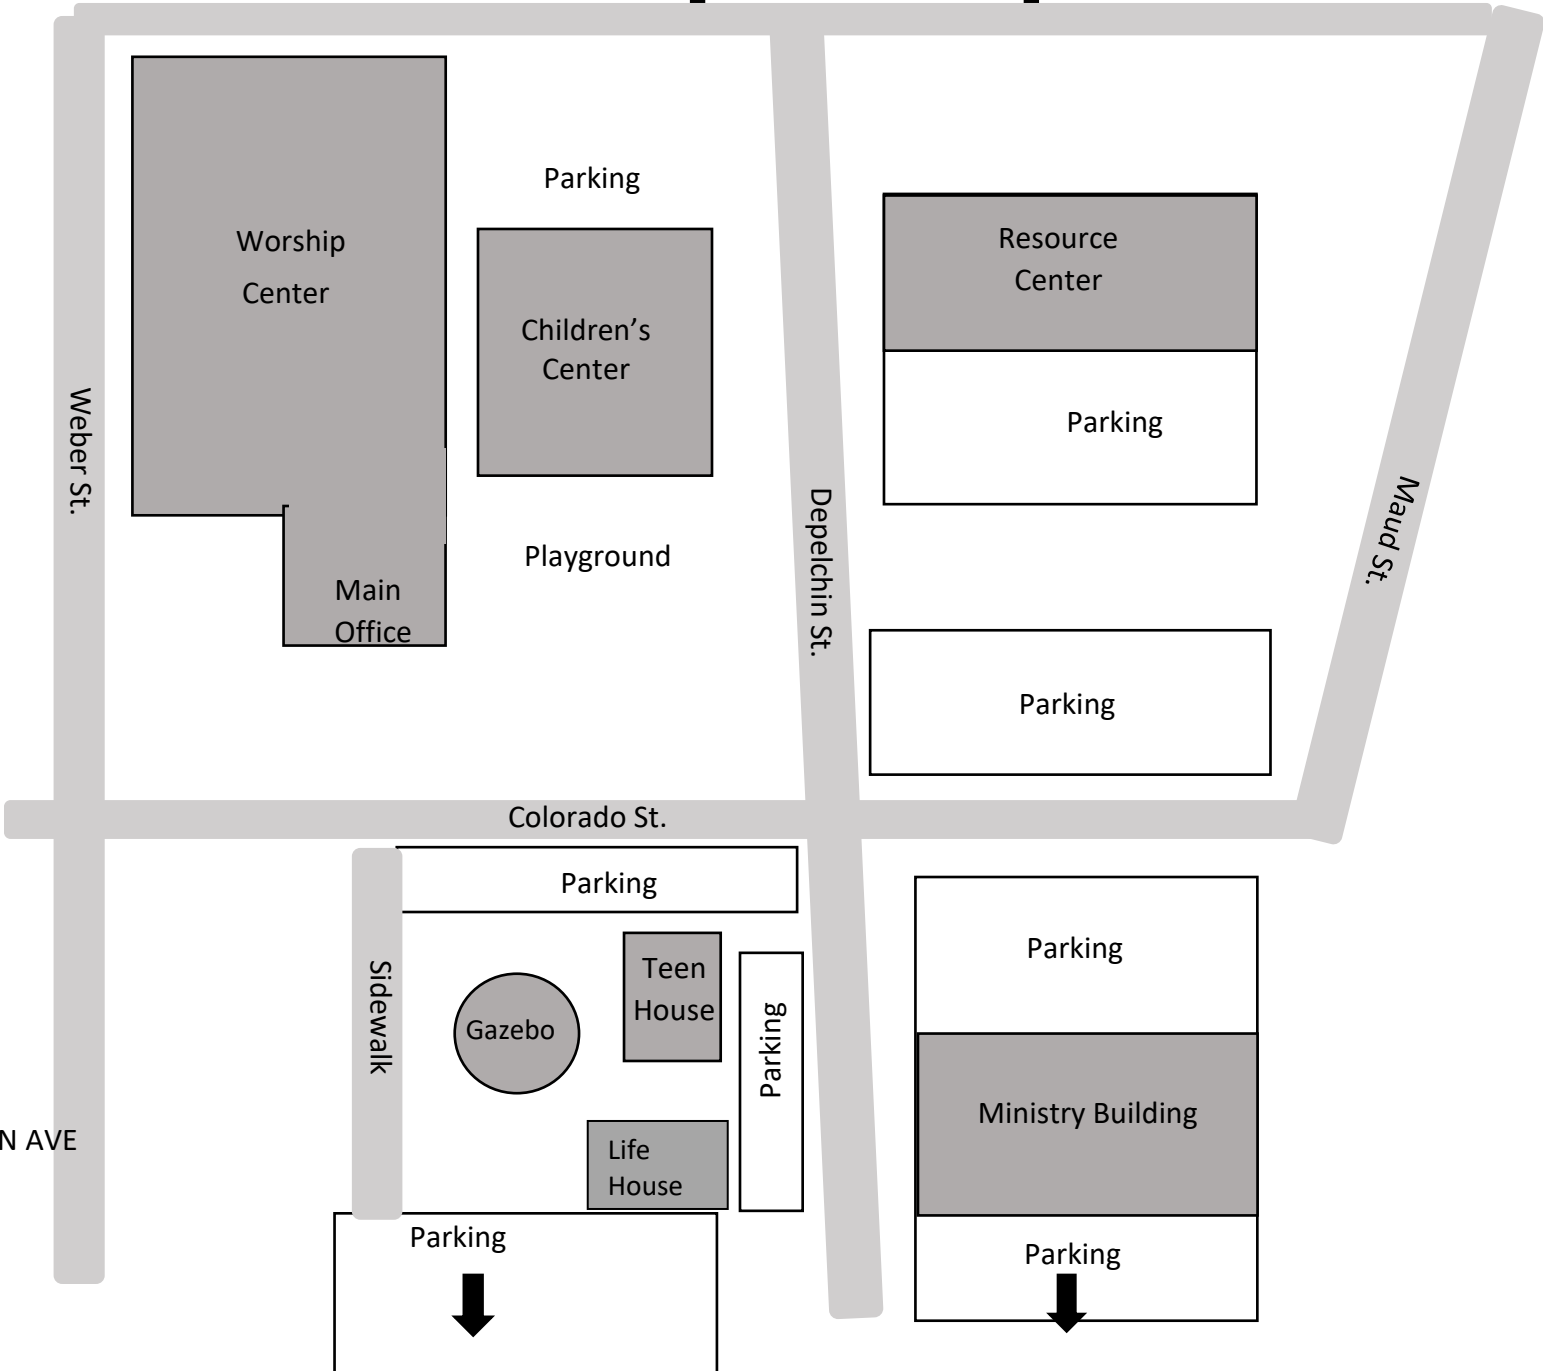 Parking
Worship
Center
Resource
Center
Children's
Center
Parking
Weber St.
Maud St.
Depelchin St.
Playground
Main
Office
Parking
Colorado St.
Parking
Parking
Teen
House
Sidewalk
Gazebo
Parking
Ministry Building
N AVE
Life
House
Parking
Parking